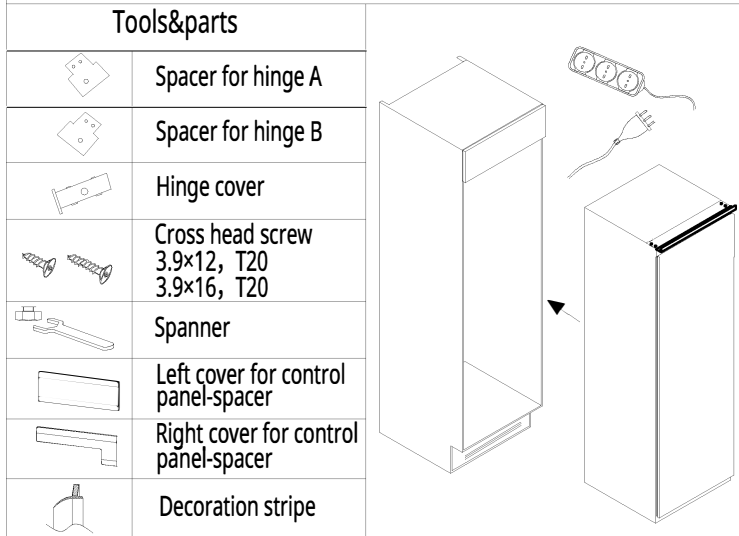 Tools&parts
Spacer for hinge A
Spacer for hinge B
Hinge cover
Cross head screw
3.9×12, T20
3.9×16, T20
Spanner
Left cover for control
panel-spacer
Right cover for control
panel-spacer
Decoration stripe